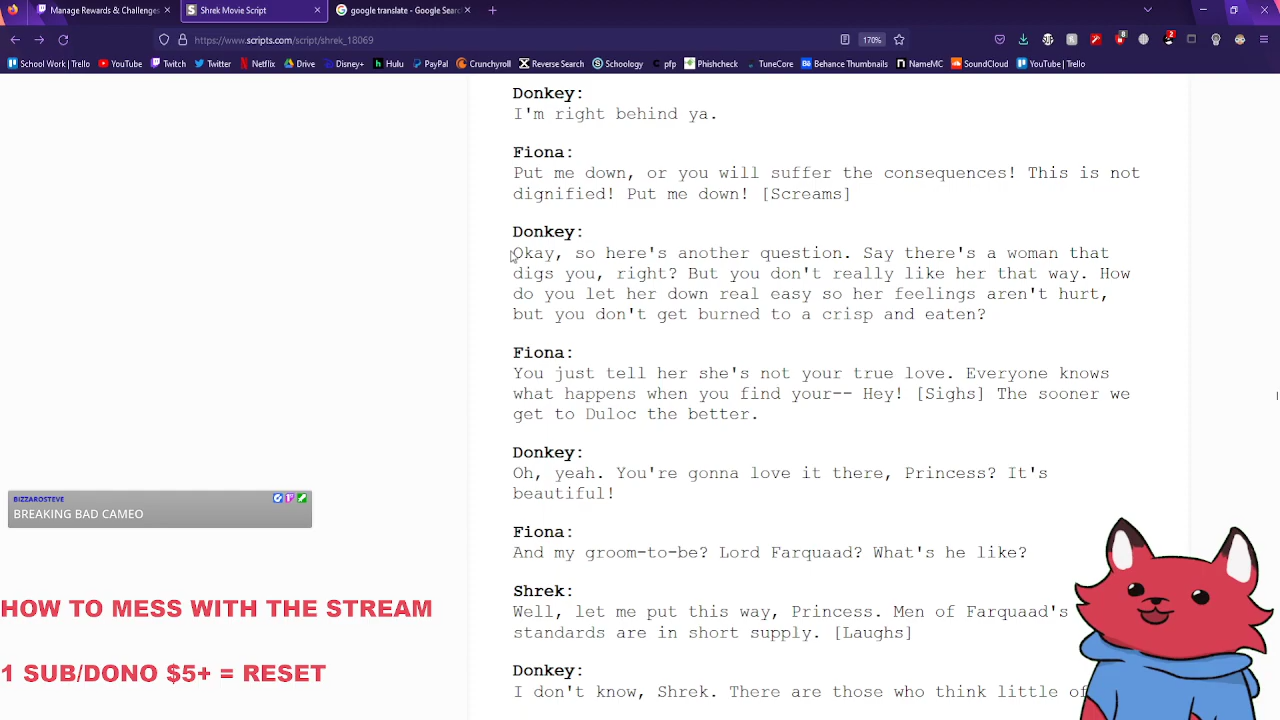 Manage Rewards & Challenges
Shrek Movie Script
google translate - Google Searc
https://www.scripts.com/script/shrek_18069
170%
School Work | Trello
YouTube
Twitch
Twitter
Netflix
Drive
Disney+
Hulu
PayPal
Crunchyroll
Reverse Search
Schoology
pfp
Phishcheck
TuneCore
Behance Thumbnails
NameMC
SoundCloud
YouTube | Trello
Donkey:
I'm right behind ya.
Fiona:
Put me down, or you will suffer the consequences! This is not
dignified! Put me down! [Screams]
Donkey:
Okay, so here's another question. Say there's a woman that
digs you, right? But you don't really like her that way. How
do you let her down real easy so her feelings aren't hurt,
but you don't get burned to a crisp and eaten?
Fiona:
You just tell her she's not your true love. Everyone knows
what happens when you find your-- Hey! [Sighs] The sooner we
get to Duloc the better.
Donkey:
Oh, yeah. You're gonna love it there, Princess? It's
beautiful!
Fiona:
And my groom-to-be? Lord Farquaad? What's he like?
Shrek:
Well, let me put this way, Princess. Men of Farquaad's
standards are in short supply. [Laughs]
Donkey:
I don't know, Shrek. There are those who think little of
BIZZAROSTEVE
BREAKING BAD CAMEO
HOW TO MESS WITH THE STREAM
1 SUB/DONO $5+ = RESET